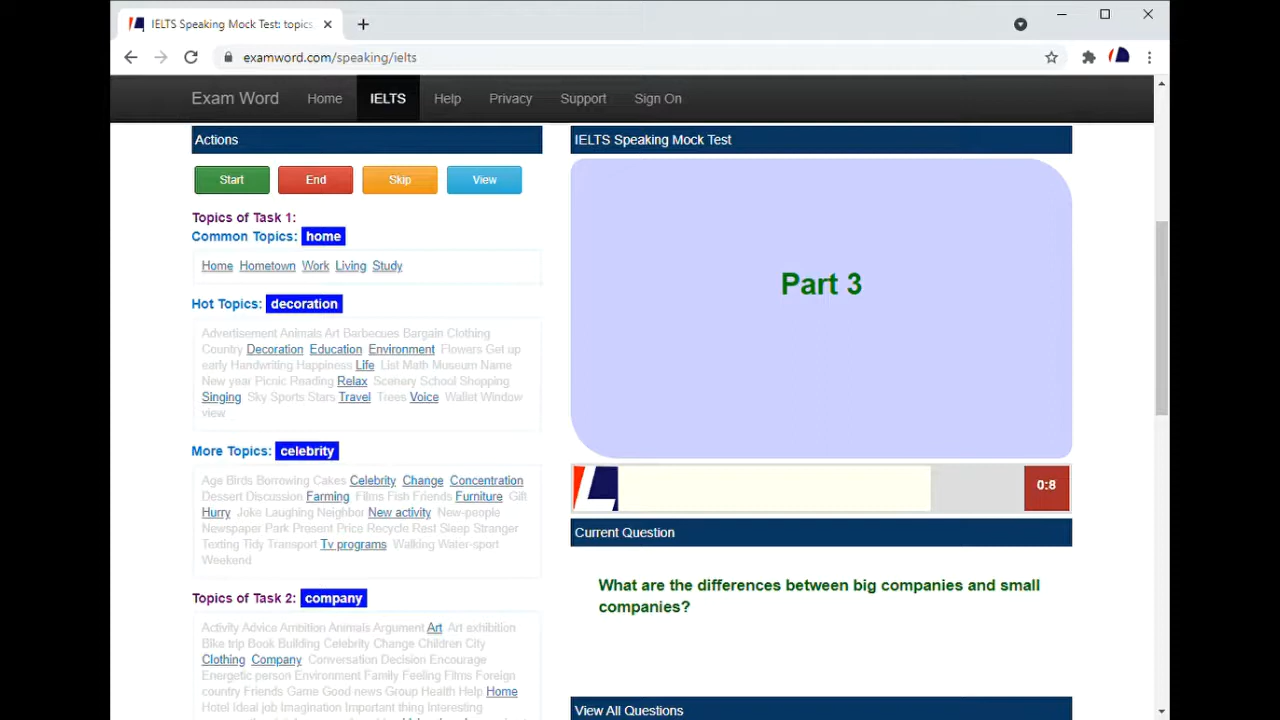 IELTS Speaking Mock Test: topics
examword.com/speaking/ielts
Exam Word Home IELTS Help Privacy Support Sign On
Actions
Start End Skip View
Topics of Task 1:
Common Topics: home
Home Hometown Work Living Study
Hot Topics: decoration
Advertisement Animals Art Barbecues Bargain Clothing
Country Decoration Education Environment Flowers Get up
early Handwriting Happiness Life List Math Museum Name
New year Picnic Reading Relax Scenery School Shopping
Singing Sky Sports Stars Travel Trees Voice Wallet Window
view
More Topics: celebrity
Age Birds Borrowing Cakes Celebrity Change Concentration
Dessert Discussion Farming Films Fish Friends Furniture Gift
Hurry Joke Laughing Neighbor New activity New-people
Newspaper Park Present Price Recycle Rest Sleep Stranger
Texting Tidy Transport Tv programs Walking Water-sport
Weekend
Topics of Task 2: company
Activity Advice Ambition Animals Argument Art Art exhibition
Bike trip Book Building Celebrity Change Children City
Clothing Company Conversation Decision Encourage
Energetic person Environment Family Feeling Films Foreign
country Friends Game Good news Group Health Help Home
Hotel Ideal job Imagination Important thing Interesting
IELTS Speaking Mock Test
Part 3
0:8
Current Question
What are the differences between big companies and small
companies?
View All Questions